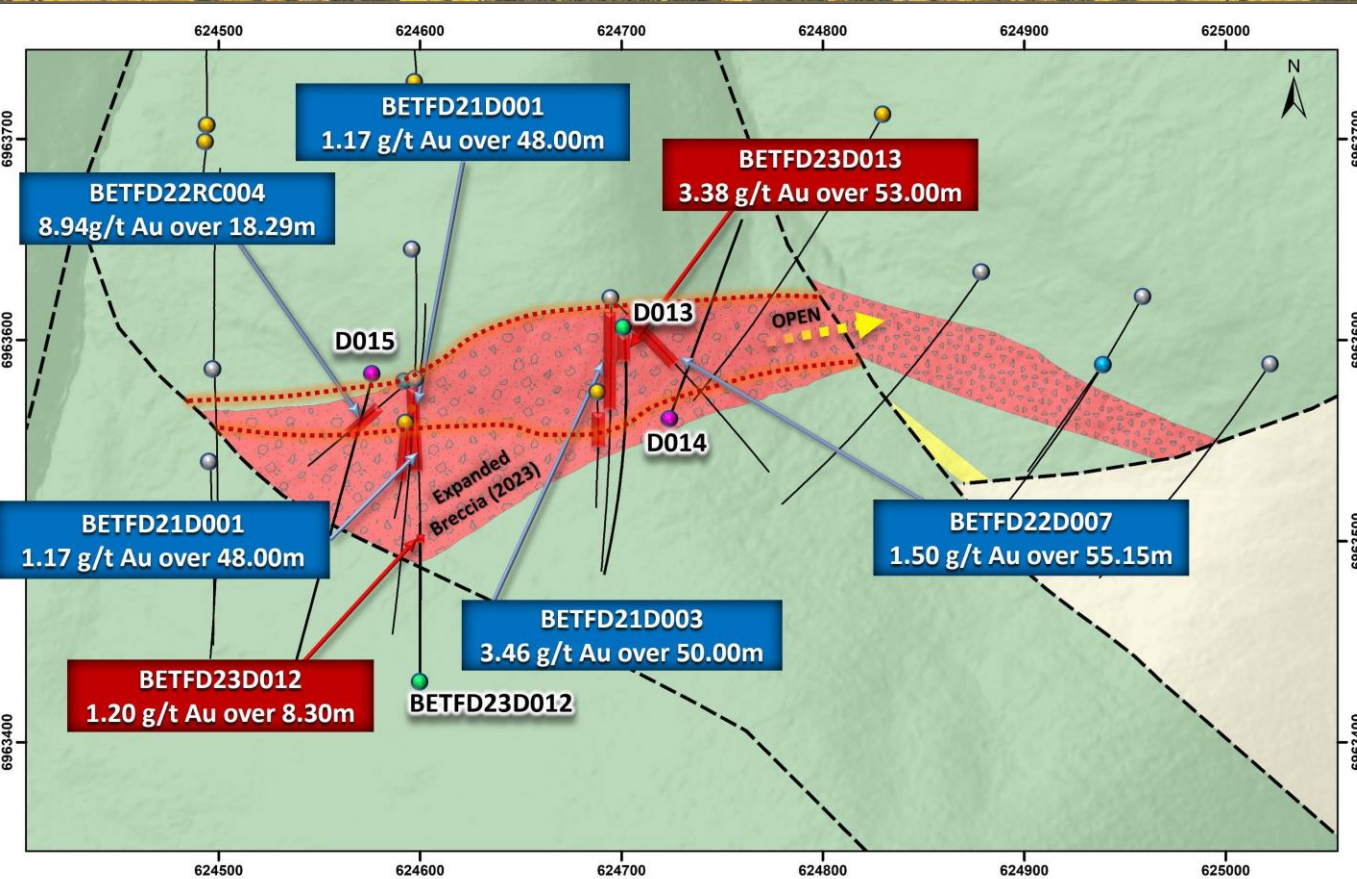 624500
624600
624700
624800
624900
625000
N
6963700
6963700
BETFD21D001
1.17 g/t Au over 48.00m
BETFD23D013
3.38 g/t Au over 53.00m
BETFD22RC004
8.94g/t Au over 18.29m
D013
OPEN
6963600
6963600
D015
D014
Expanded
Breccia (2023)
BETFD21D001
1.17 g/t Au over 48.00m
BETFD22D007
1.50 g/t Au over 55.15m
6963500
BETFD21D003
3.46 g/t Au over 50.00m
BETFD23D012
1.20 g/t Au over 8.30m
BETFD23D012
6963400
6963400
624500
624600
624700
624800
624900
625000